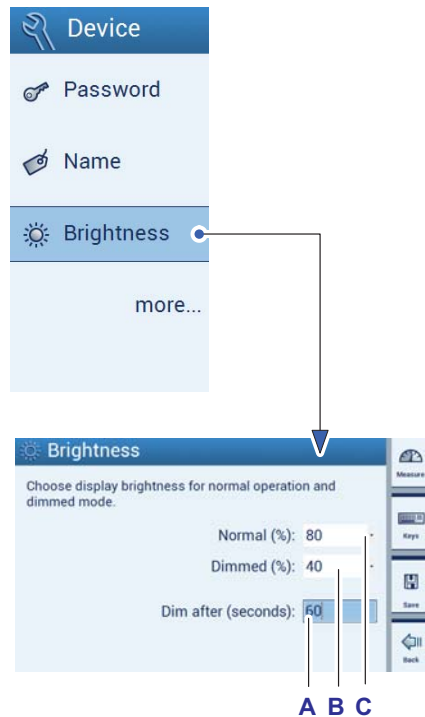 Device
Password
Name
Brightness
more...
Brightness
Choose display brightness for normal operation and
dimmed mode.
Normal (%): 80
Dimmed (%): 40
Dim after (seconds): 60
Measure
Keys
Save
Back
A B C